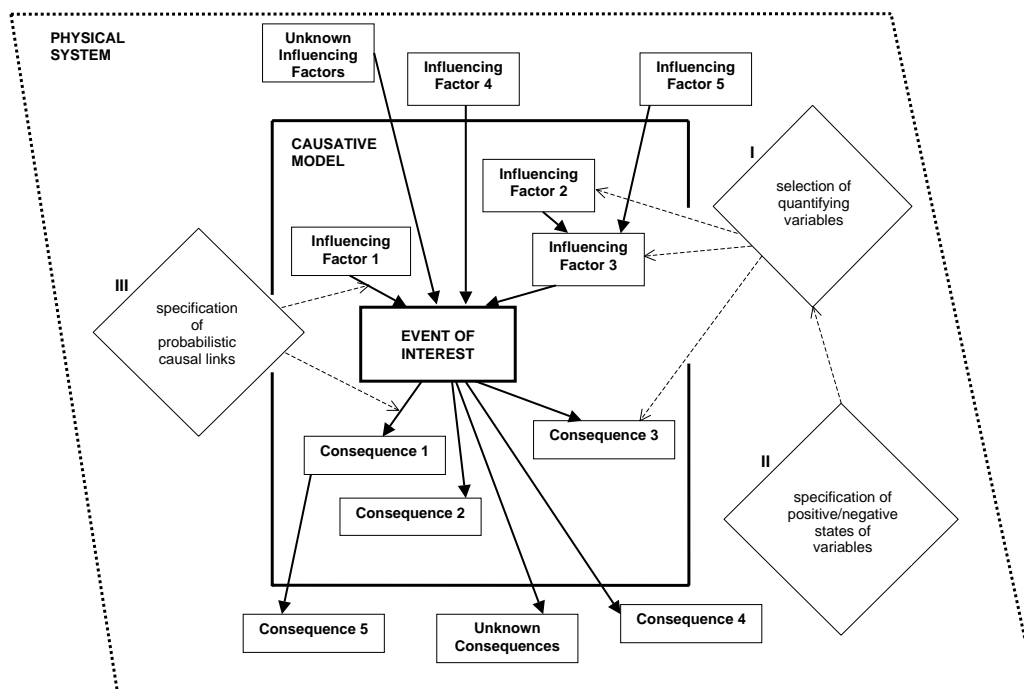 PHYSICAL
SYSTEM
Unknown
Influencing
Factors
Influencing
Factor 4
Influencing
Factor 5
CAUSATIVE
MODEL
I
selection of
quantifying
variables
Influencing
Factor 2
Influencing
Factor 1
Influencing
Factor 3
III
specification
of
probabilistic
causal links
EVENT OF
INTEREST
Consequence 1
Consequence 3
II
specification of
positive/negative
states of
variables
Consequence 2
Consequence 5
Unknown
Consequences
Consequence 4